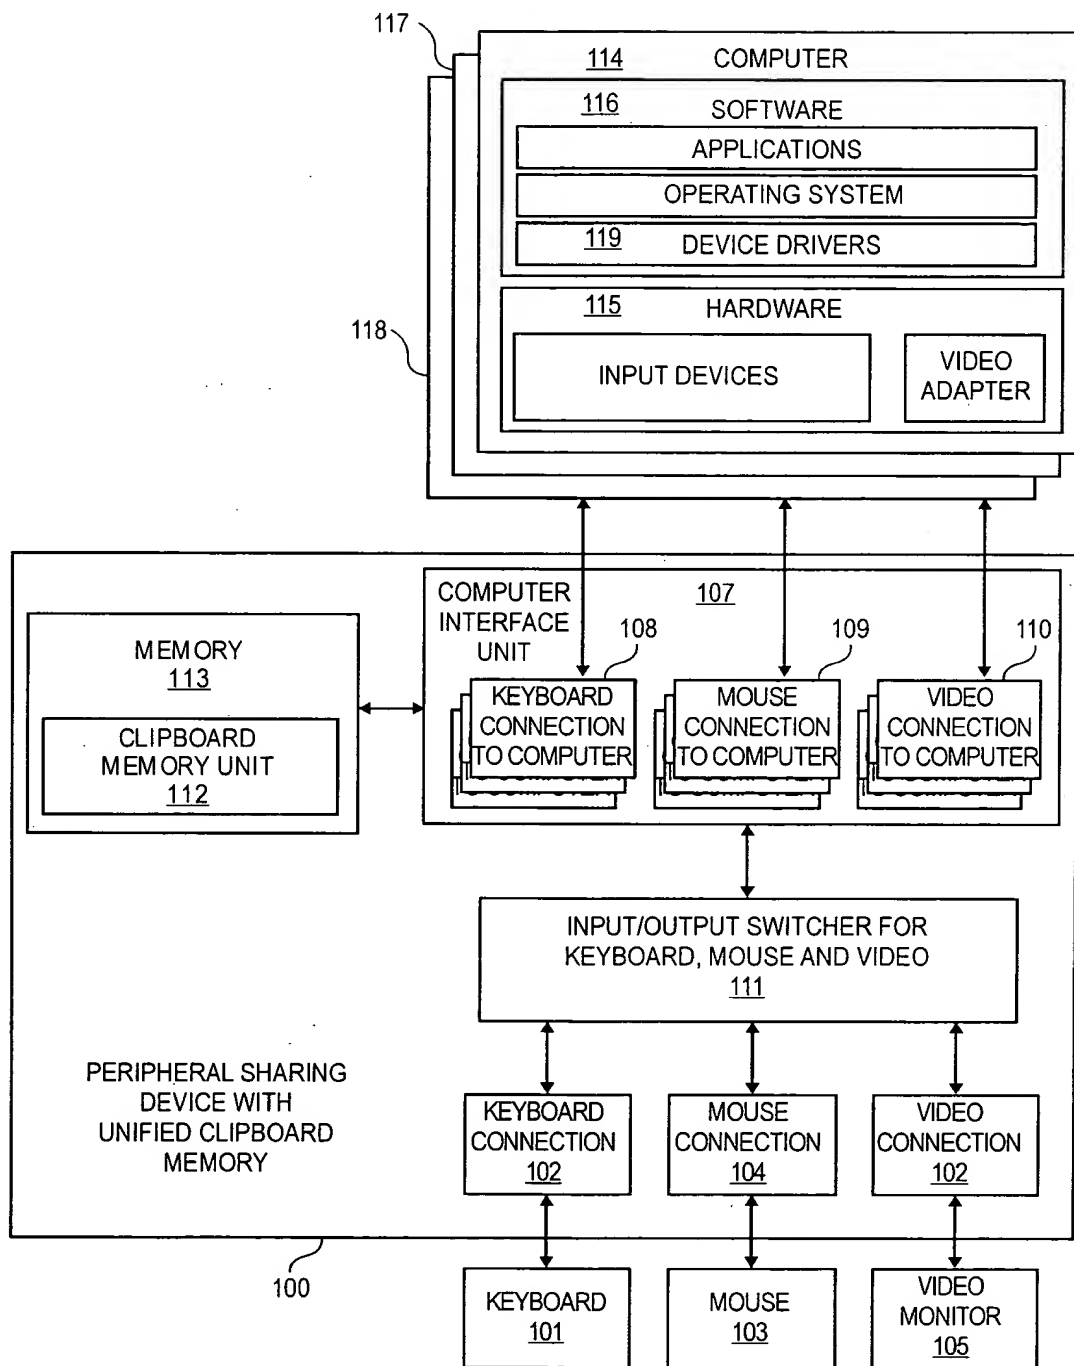 117
114 COMPUTER
116 SOFTWARE
APPLICATIONS
OPERATING SYSTEM
119 DEVICE DRIVERS
115 HARDWARE
118
INPUT DEVICES
VIDEO
ADAPTER
COMPUTER
INTERFACE
UNIT
107
108
109
110
MEMORY
113
CLIPBOARD
MEMORY UNIT
112
KEYBOARD
CONNECTION
TO COMPUTER
MOUSE
CONNECTION
TO COMPUTER
VIDEO
CONNECTION
TO COMPUTER
INPUT/OUTPUT SWITCHER FOR
KEYBOARD, MOUSE AND VIDEO
111
PERIPHERAL SHARING
DEVICE WITH
UNIFIED CLIPBOARD
MEMORY
KEYBOARD
CONNECTION
102
MOUSE
CONNECTION
104
VIDEO
CONNECTION
102
100
KEYBOARD
101
MOUSE
103
VIDEO
MONITOR
105